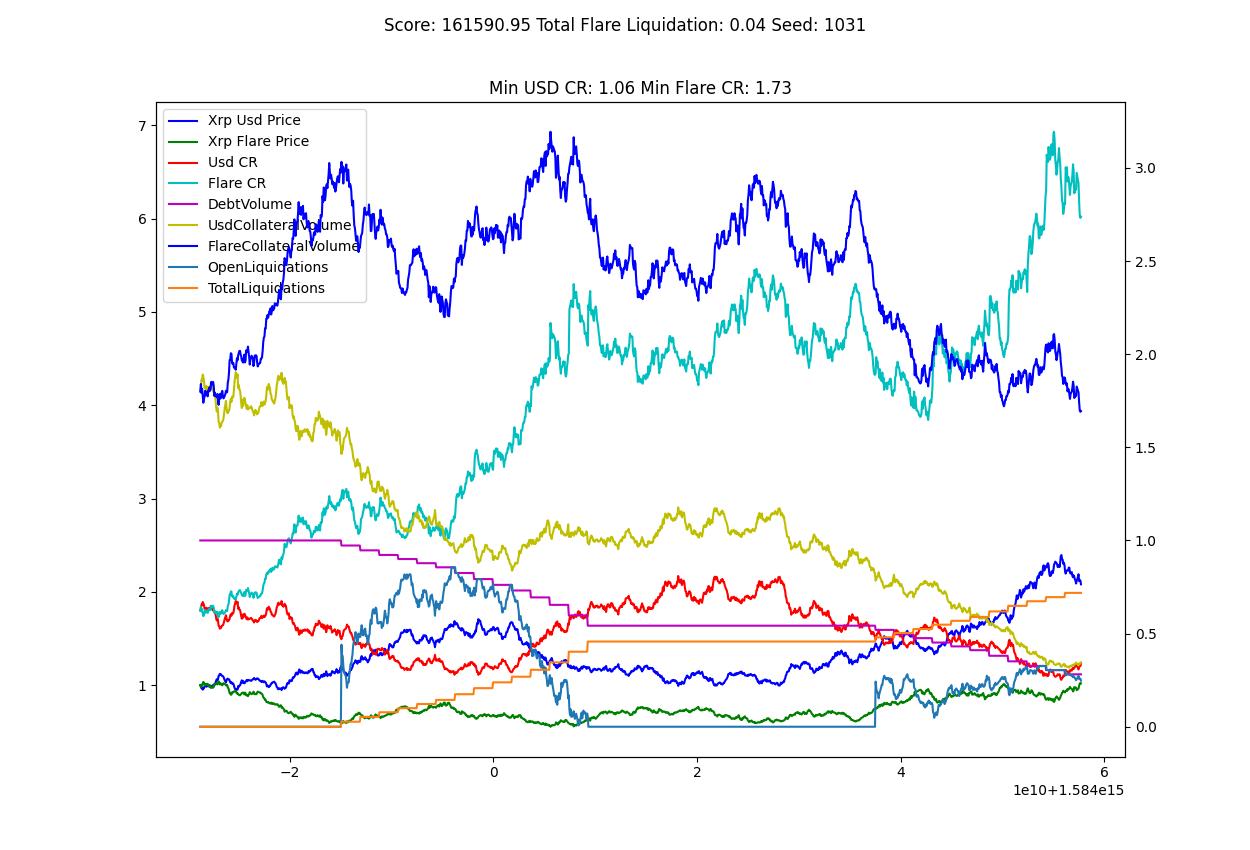 Score: 161590.95 Total Flare Liquidation: 0.04 Seed: 1031
Min USD CR: 1.06 Min Flare CR: 1.73
Xrp Usd Price
Xrp Flare Price
Usd CR
Flare CR
DebtVolume
UsdCollateralVolume
FlareCollateralVolume
OpenLiquidations
TotalLiquidations
7
6
5
4
3
2
1
3.0
2.5
2.0
1.5
1.0
0.5
0.0
−2
0
2
4
6
1e10+1.584e15